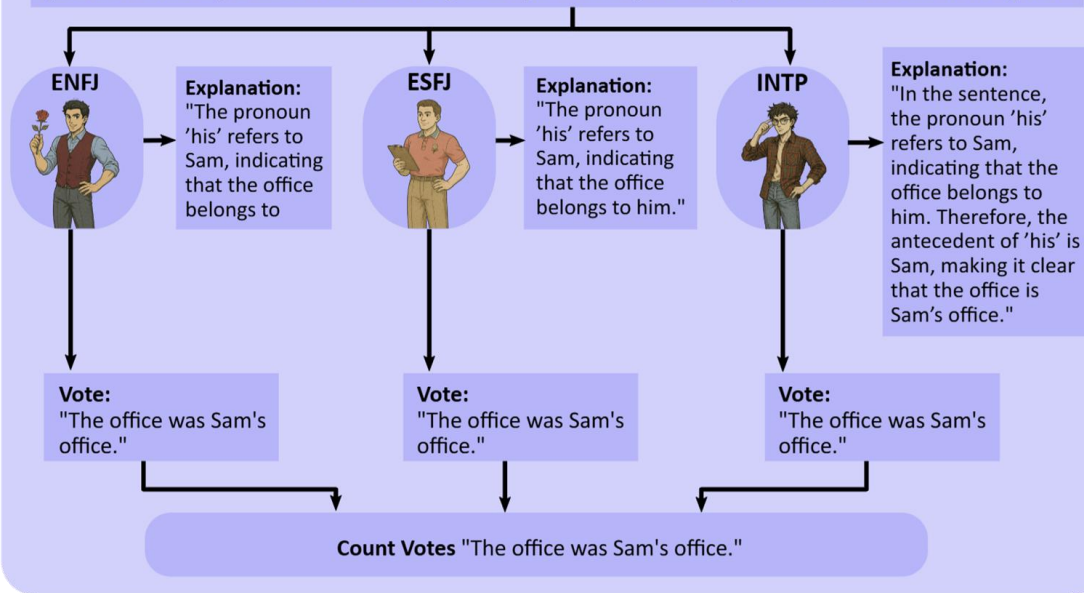 ENFJ
Explanation:
"The pronoun
'his' refers to
Sam, indicating
that the office
belongs to
ESFJ
Explanation:
"The pronoun
'his' refers to
Sam, indicating
that the office
belongs to him."
INTP
Explanation:
"In the sentence,
the pronoun 'his'
refers to Sam,
indicating that the
office belongs to
him. Therefore, the
antecedent of 'his' is
Sam, making it clear
that the office is
Sam's office."
Vote:
"The office was Sam's
office."
Vote:
"The office was Sam's
office."
Vote:
"The office was Sam's
office."
Count Votes "The office was Sam's office."